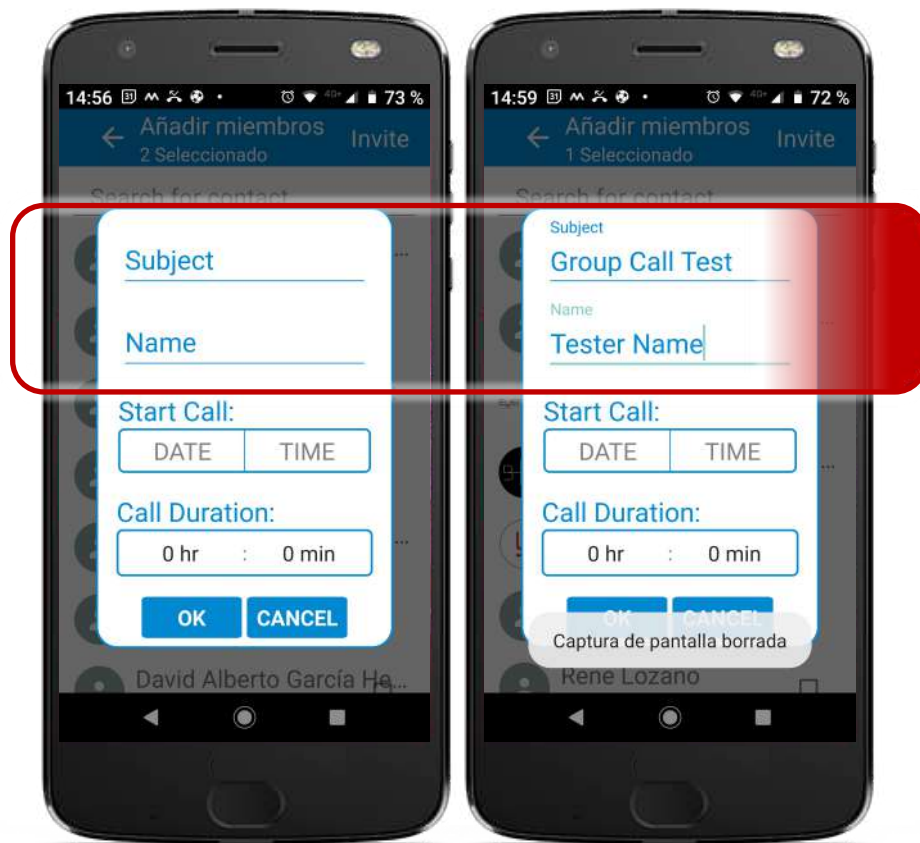 14:56
73 %
Añadir miembros
2 Seleccionado
Invite
Search for contact
Subject
Name
Start Call:
DATE
TIME
Call Duration:
0 hr : 0 min
OK
CANCEL
David Alberto García He...
14:59
72 %
Añadir miembros
1 Seleccionado
Invite
Search for contact
Subject
Group Call Test
Name
Tester Name
Start Call:
DATE
TIME
Call Duration:
0 hr : 0 min
OK
CANCEL
Captura de pantalla borrada
Rene Lozano